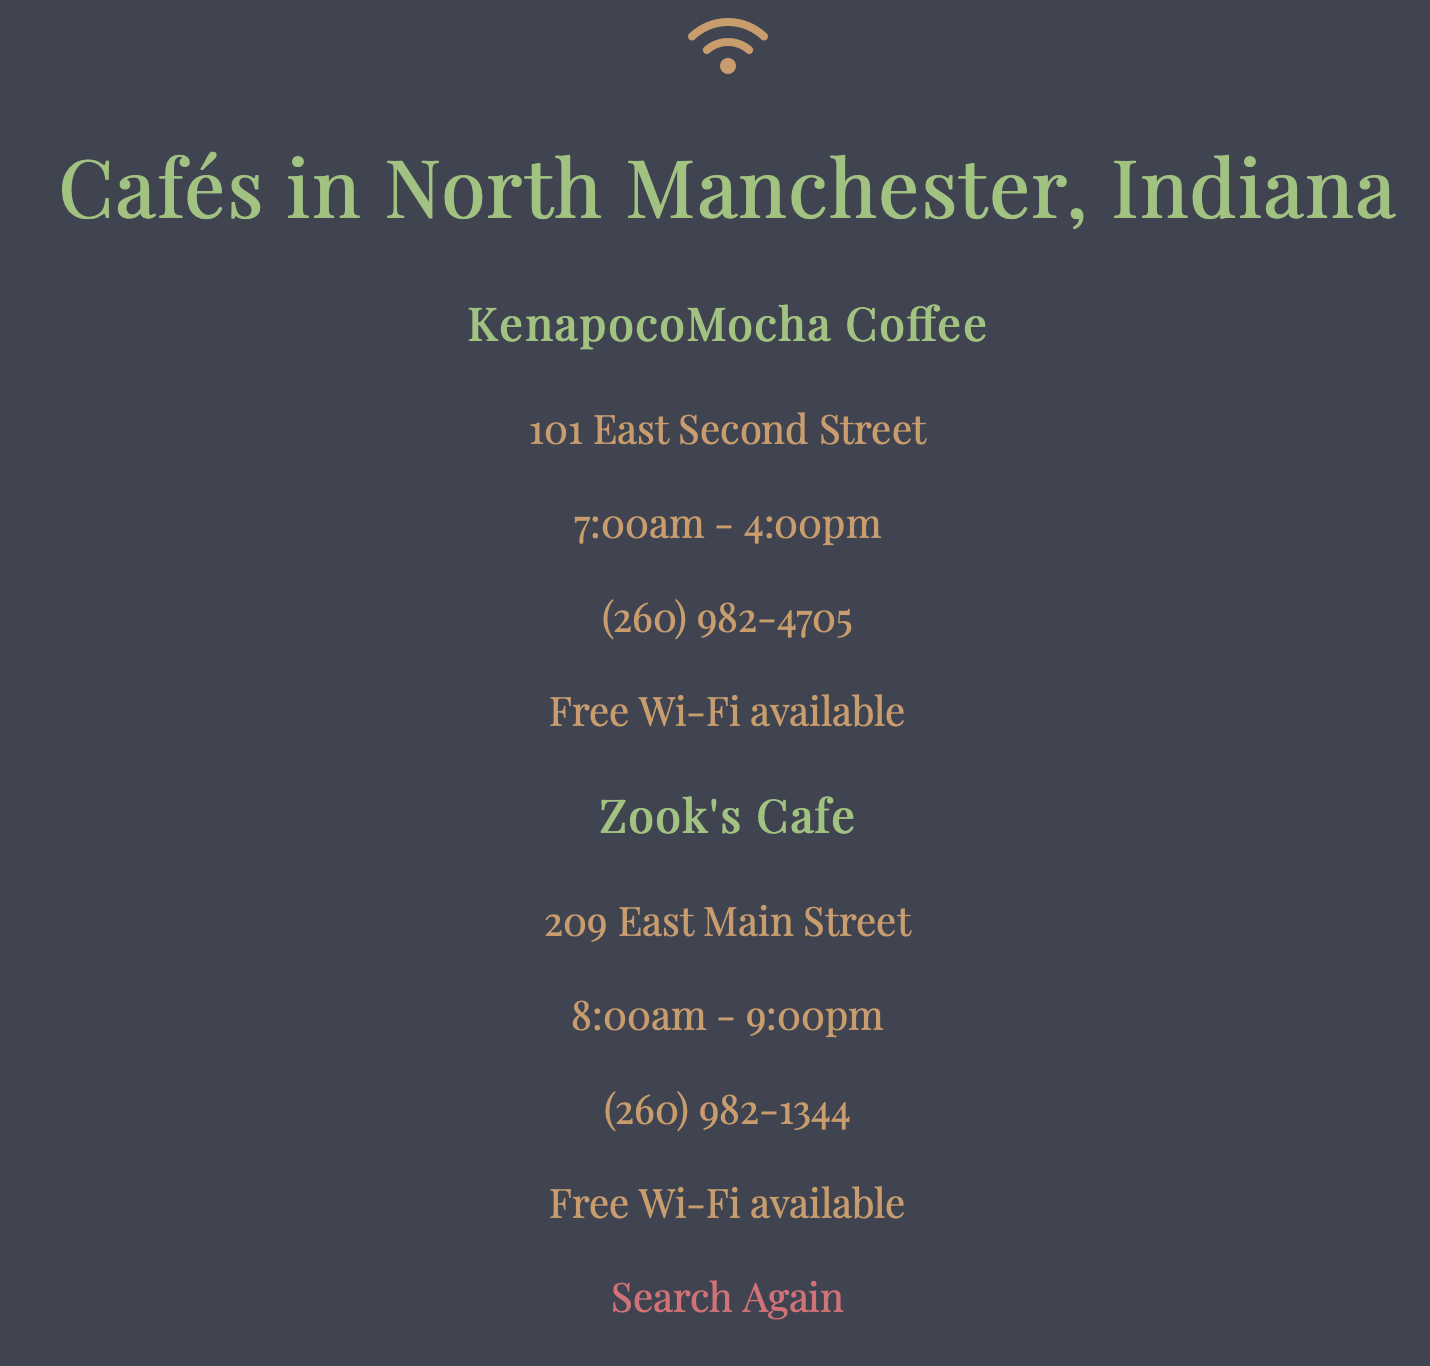 Cafés in North Manchester, Indiana
KenapocoMocha Coffee
101 East Second Street
7:00am - 4:00pm
(260) 982-4705
Free Wi-Fi available
Zook's Cafe
209 East Main Street
8:00am - 9:00pm
(260) 982-1344
Free Wi-Fi available
Search Again